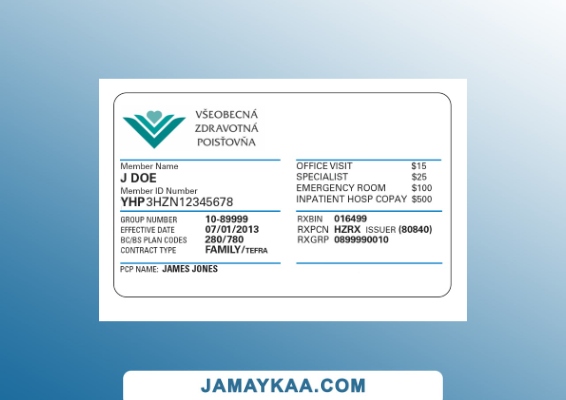 VŠEOBECNÁ
ZDRAVOTNÁ
POISŤOVŇA
Member Name
J DOE
Member ID Number
YHP3HZN12345678
GROUP NUMBER 10-89999
EFFECTIVE DATE 07/01/2013
BC/BS PLAN CODES 280/780
CONTRACT TYPE FAMILY/TEFRA
PCP NAME: JAMES JONES
OFFICE VISIT $15
SPECIALIST $25
EMERGENCY ROOM $100
INPATIENT HOSP COPAY $500
RXBIN 016499
RXPCN HZRX ISSUER (80840)
RXGRP 0899990010
JAMAYKAA.COM